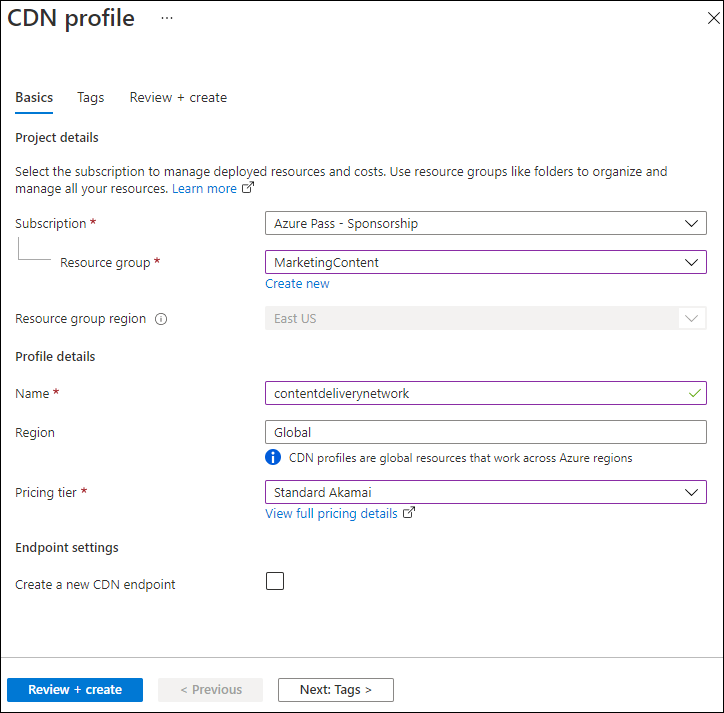 CDN profile ...
Basics Tags Review + create
Project details
Select the subscription to manage deployed resources and costs. Use resource groups like folders to organize and
manage all your resources. Learn more
Subscription * Azure Pass - Sponsorship
Resource group * MarketingContent
Create new
Resource group region East US
Profile details
Name * contentdeliverynetwork
Region Global
CDN profiles are global resources that work across Azure regions
Pricing tier * Standard Akamai
View full pricing details
Endpoint settings
Create a new CDN endpoint
Review + create < Previous Next: Tags >